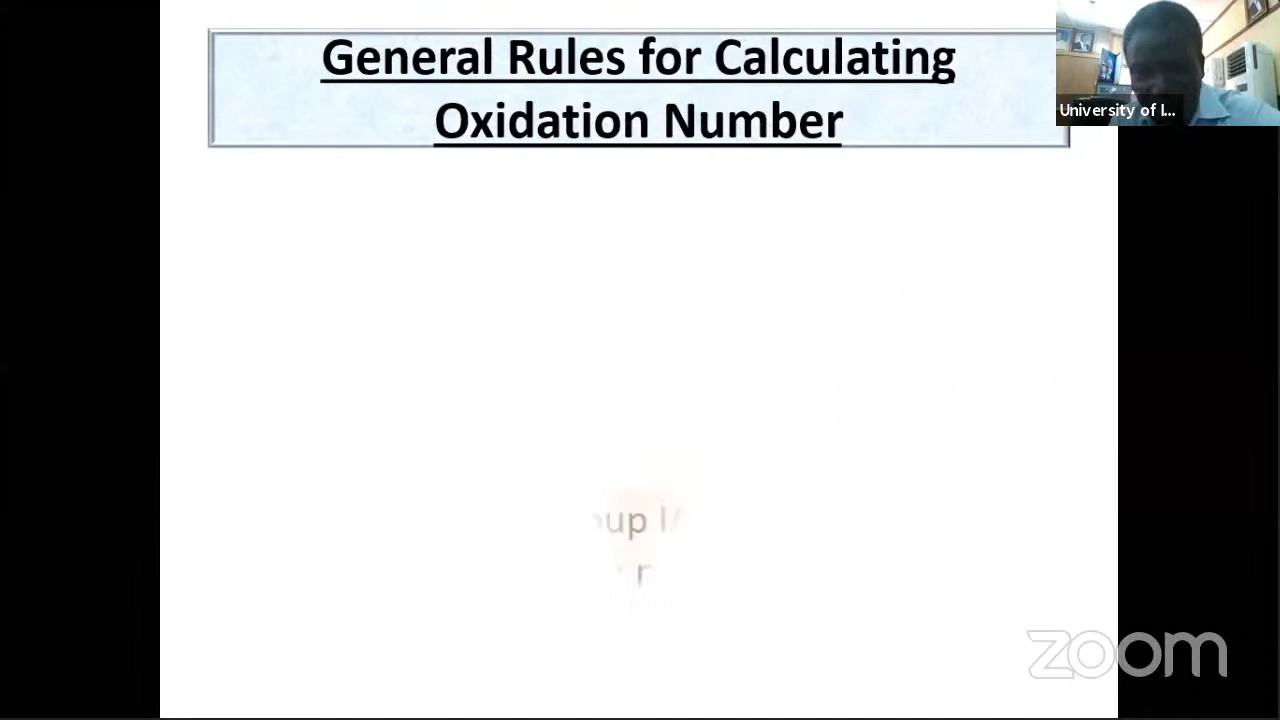 General Rules for Calculating
Oxidation Number
University of I...
zoom